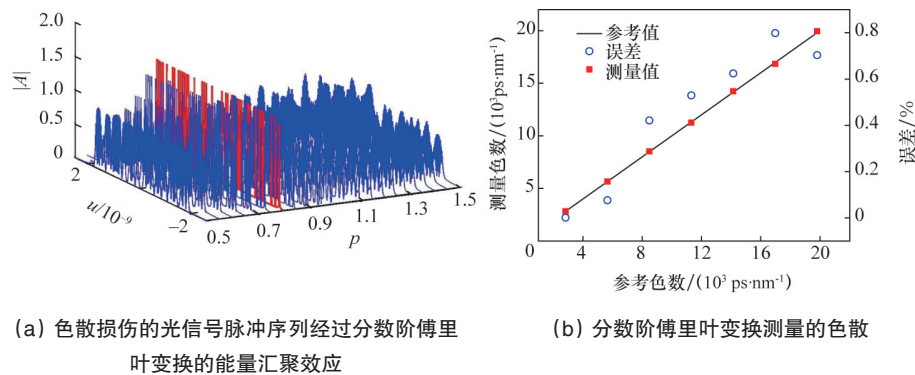 2.0
1.5
1.0
0.5
0
|A|
2
0
−2
u/10⁻⁹
0.5
0.7
0.9
1.1
1.3
1.5
p
20
15
10
5
0
测量色数/(10³ps·nm⁻¹)
参考值
误差
测量值
0.8
0.6
0.4
0.2
0
误差/%
4
8
12
16
20
参考色数/(10³ ps·nm⁻¹)
(a) 色散损伤的光信号脉冲序列经过分数阶傅里
叶变换的能量汇聚效应
(b) 分数阶傅里叶变换测量的色散